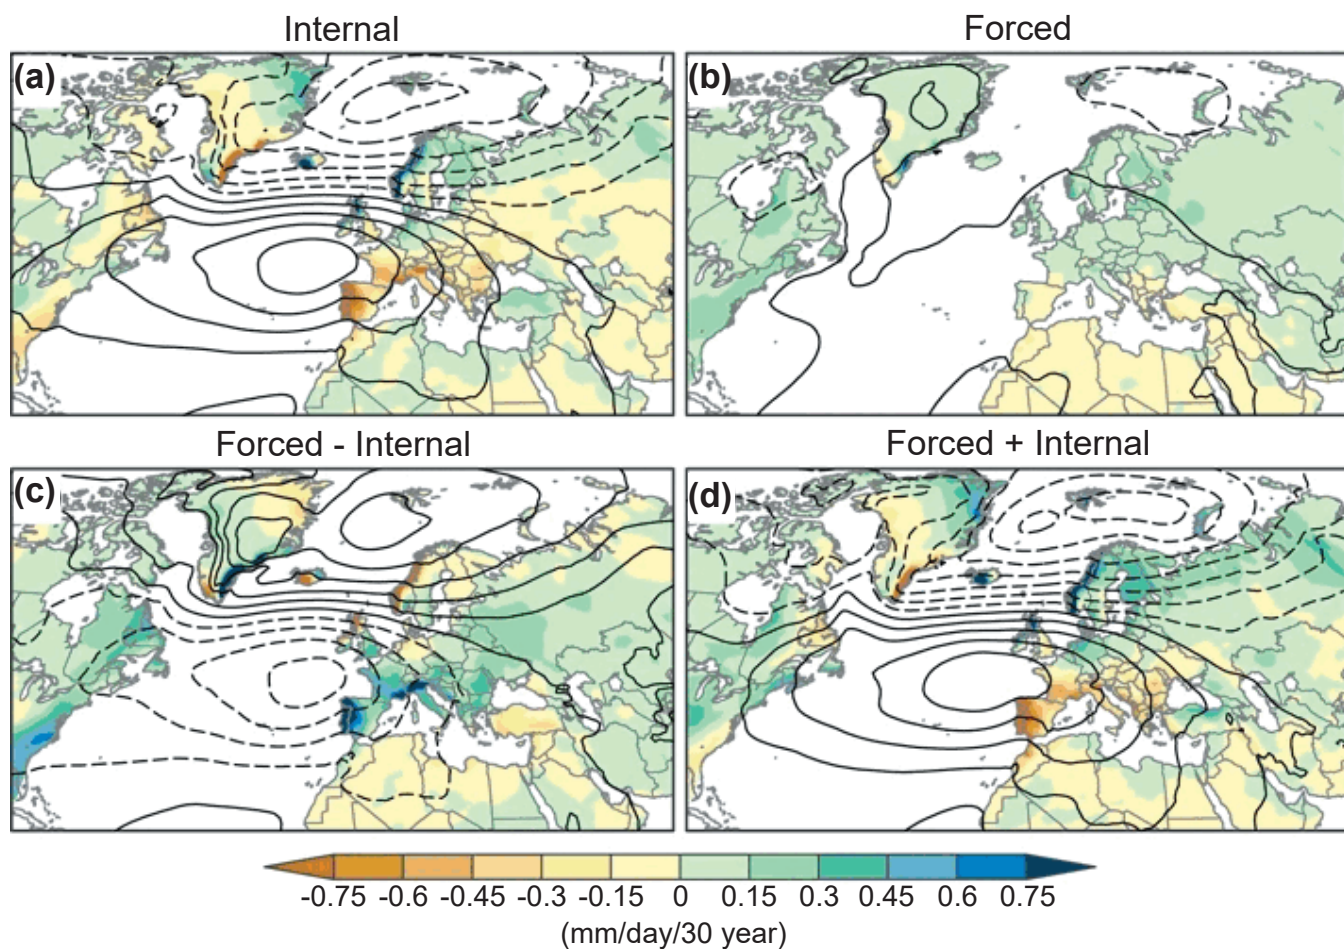 Internal
Forced
(a)
(b)
Forced - Internal
Forced + Internal
(c)
(d)
-0.75 -0.6 -0.45 -0.3 -0.15 0 0.15 0.3 0.45 0.6 0.75
(mm/day/30 year)